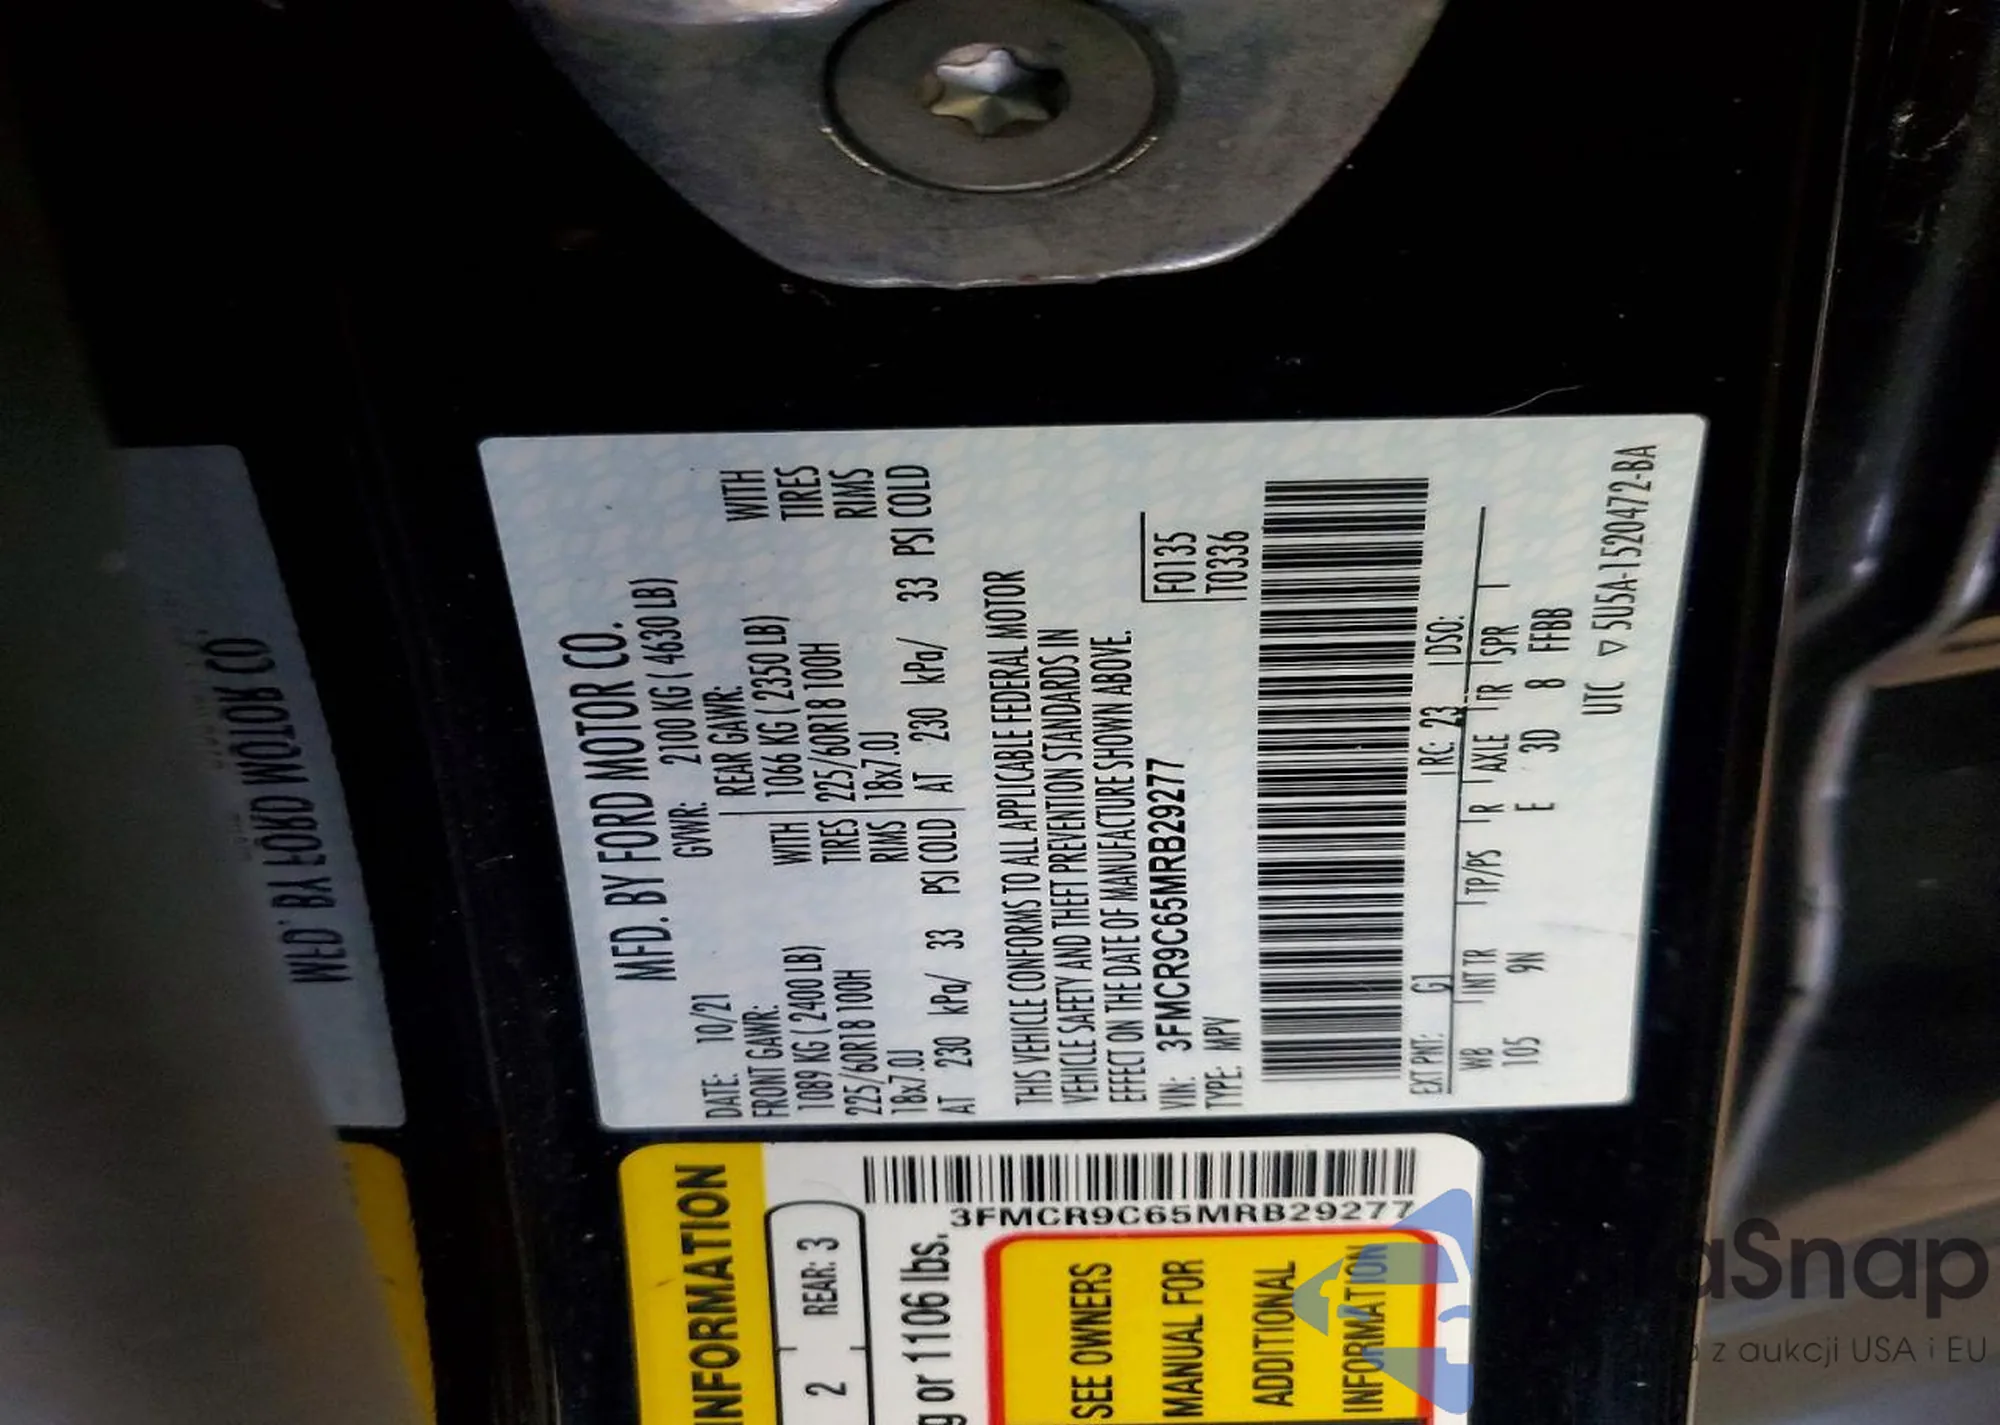 MFD. BY FORD MOTOR CO.
DATE: 10/21 GWR: 2100 KG ( 4630 LB)
FRONT GAWR: REAR GAWR: WITH
1089 KG ( 2400 LB) WITH 1066 KG ( 2350 LB) TIRES
225/60R18 100H TIRES 225/60R18 100H RIMS
18x7.0J RIMS 18x7.0J
AT 230 kPa/ 33 PSI COLD AT 230 kPa/ 33 PSI COLD
THIS VEHICLE CONFORMS TO ALL APPLICABLE FEDERAL MOTOR
VEHICLE SAFETY AND THEFT PREVENTION STANDARDS IN
EFFECT ON THE DATE OF MANUFACTURE SHOWN ABOVE.
VIN: 3FMCR9C65MRB29277 F0135
TYPE: MPV T0336
EXT PNT: G1 RC: 23 DSO:
WB INT TR TP/PS R AXLE TR SPR
105 9N E 3D 8 FFBB
UTC ▽ 5U5A-1520472-BA
INFORMATION
2 REAR: 3
or 1106 lbs.
3FMCR9C65MRB29277
SEE OWNERS
MANUAL FOR
ADDITIONAL
INFORMATION
MFD. BY FORD MOTOR CO.
aSnap
z aukcji USA i EU